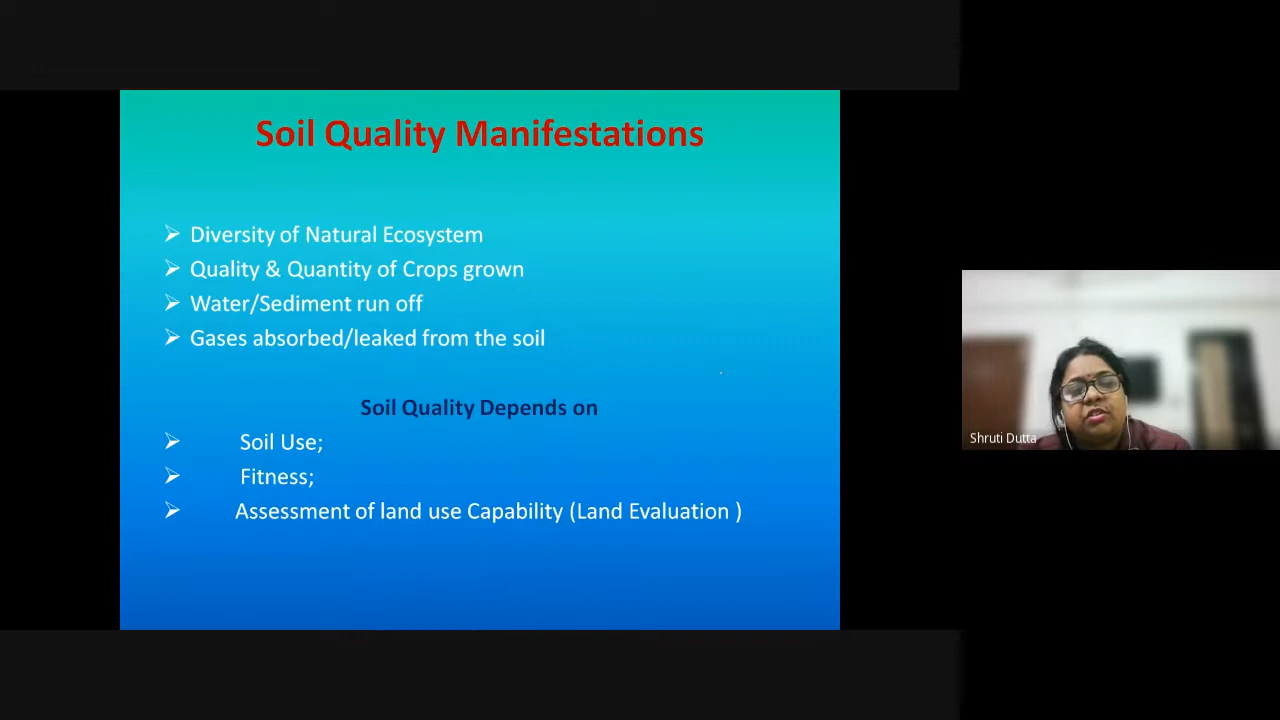 Soil Quality Manifestations
Diversity of Natural Ecosystem
Quality & Quantity of Crops grown
Water/Sediment run off
Gases absorbed/leaked from the soil
Soil Quality Depends on
Soil Use;
Fitness;
Assessment of land use Capability (Land Evaluation )
Shruti Dutta